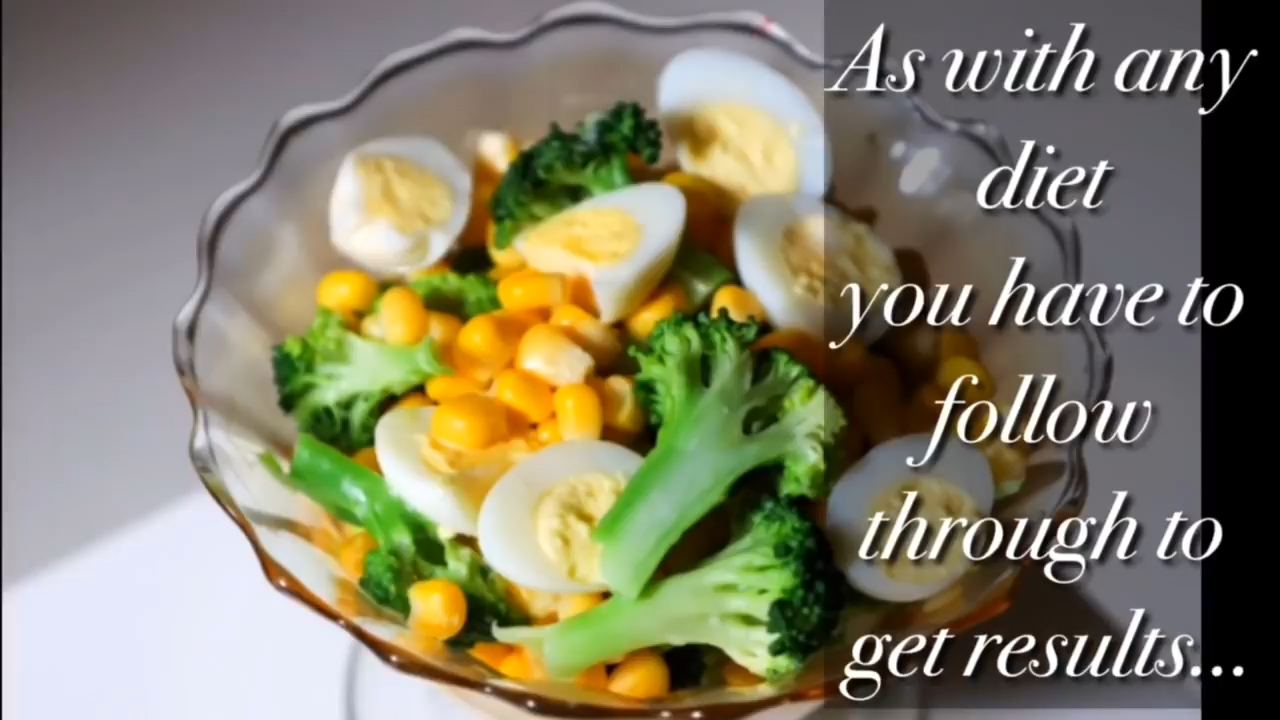 As with any
diet
you have to
follow
through to
get results...